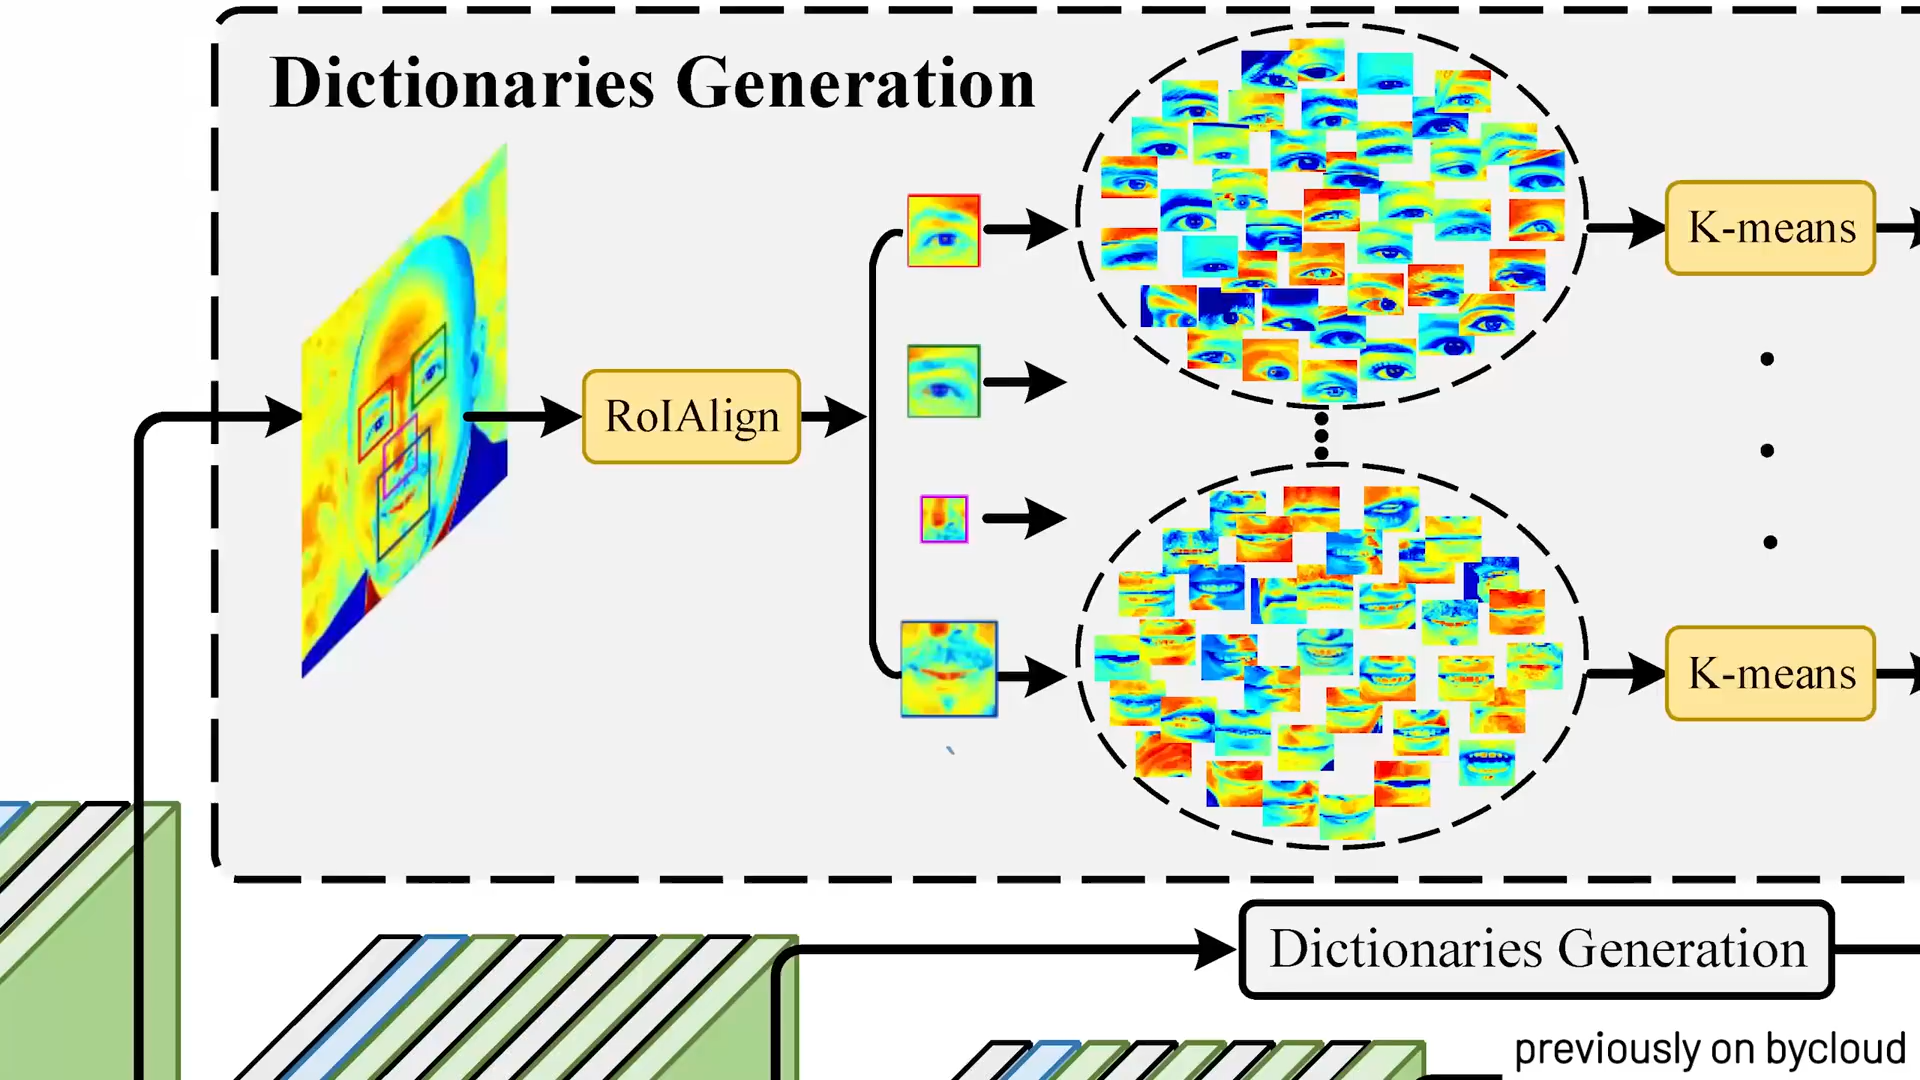 Dictionaries Generation
K-means
RoIAlign
K-means
Dictionaries Generation
previously on bycloud